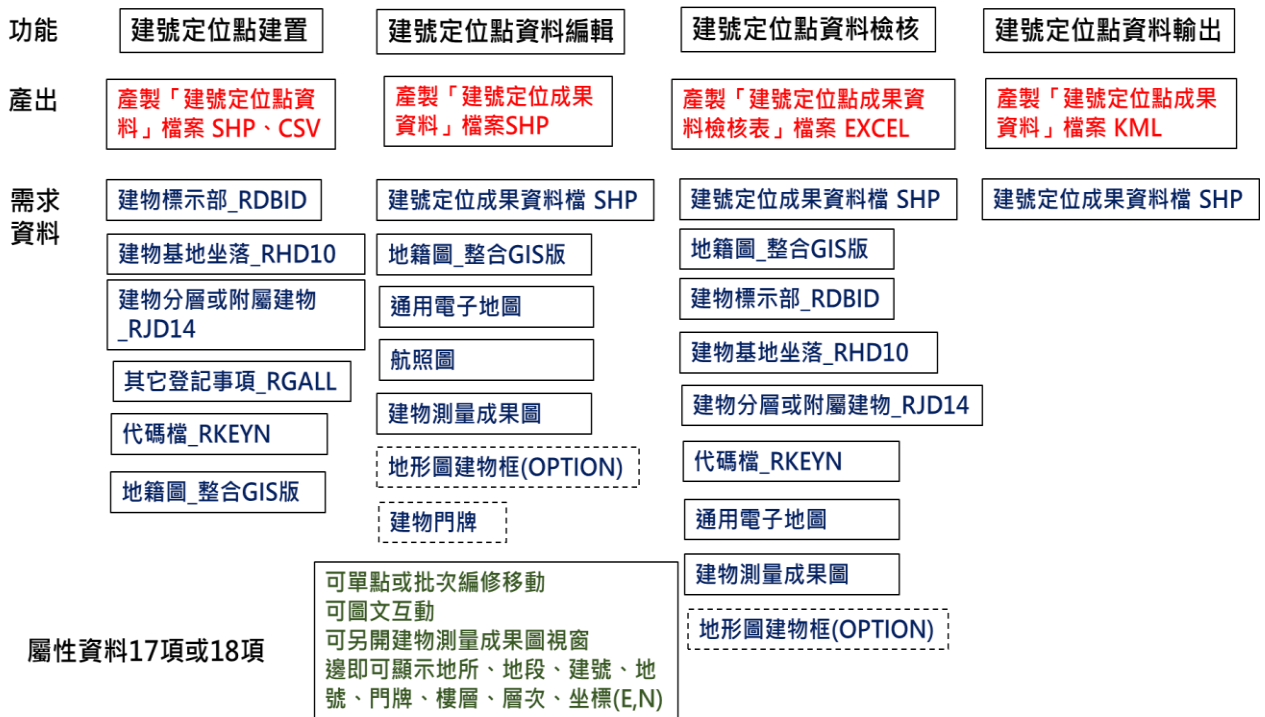 功能
建號定位點建置
建號定位點資料編輯
建號定位點資料檢核
建號定位點資料輸出
產出
產製「建號定位點資
料」檔案 SHP、CSV
產製「建號定位成果
資料」檔案SHP
產製「建號定位點成果資
料檢核表」檔案 EXCEL
產製「建號定位點成果
資料」檔案 KML
需求
資料
建物標示部_RDBID
建物基地坐落_RHD10
建物分層或附屬建物
_RJD14
其它登記事項_RGALL
代碼檔_RKEYN
地籍圖_整合GIS版
建號定位成果資料檔 SHP
地籍圖_整合GIS版
通用電子地圖
航照圖
建物測量成果圖
地形圖建物框(OPTION)
建物門牌
建號定位成果資料檔 SHP
地籍圖_整合GIS版
建物標示部_RDBID
建物基地坐落_RHD10
建物分層或附屬建物_RJD14
代碼檔_RKEYN
通用電子地圖
建物測量成果圖
地形圖建物框(OPTION)
建號定位成果資料檔 SHP
屬性資料17項或18項
可單點或批次編修移動
可圖文互動
可另開建物測量成果圖視窗
邊即可顯示地所、地段、建號、地
號、門牌、樓層、層次、坐標(E,N)